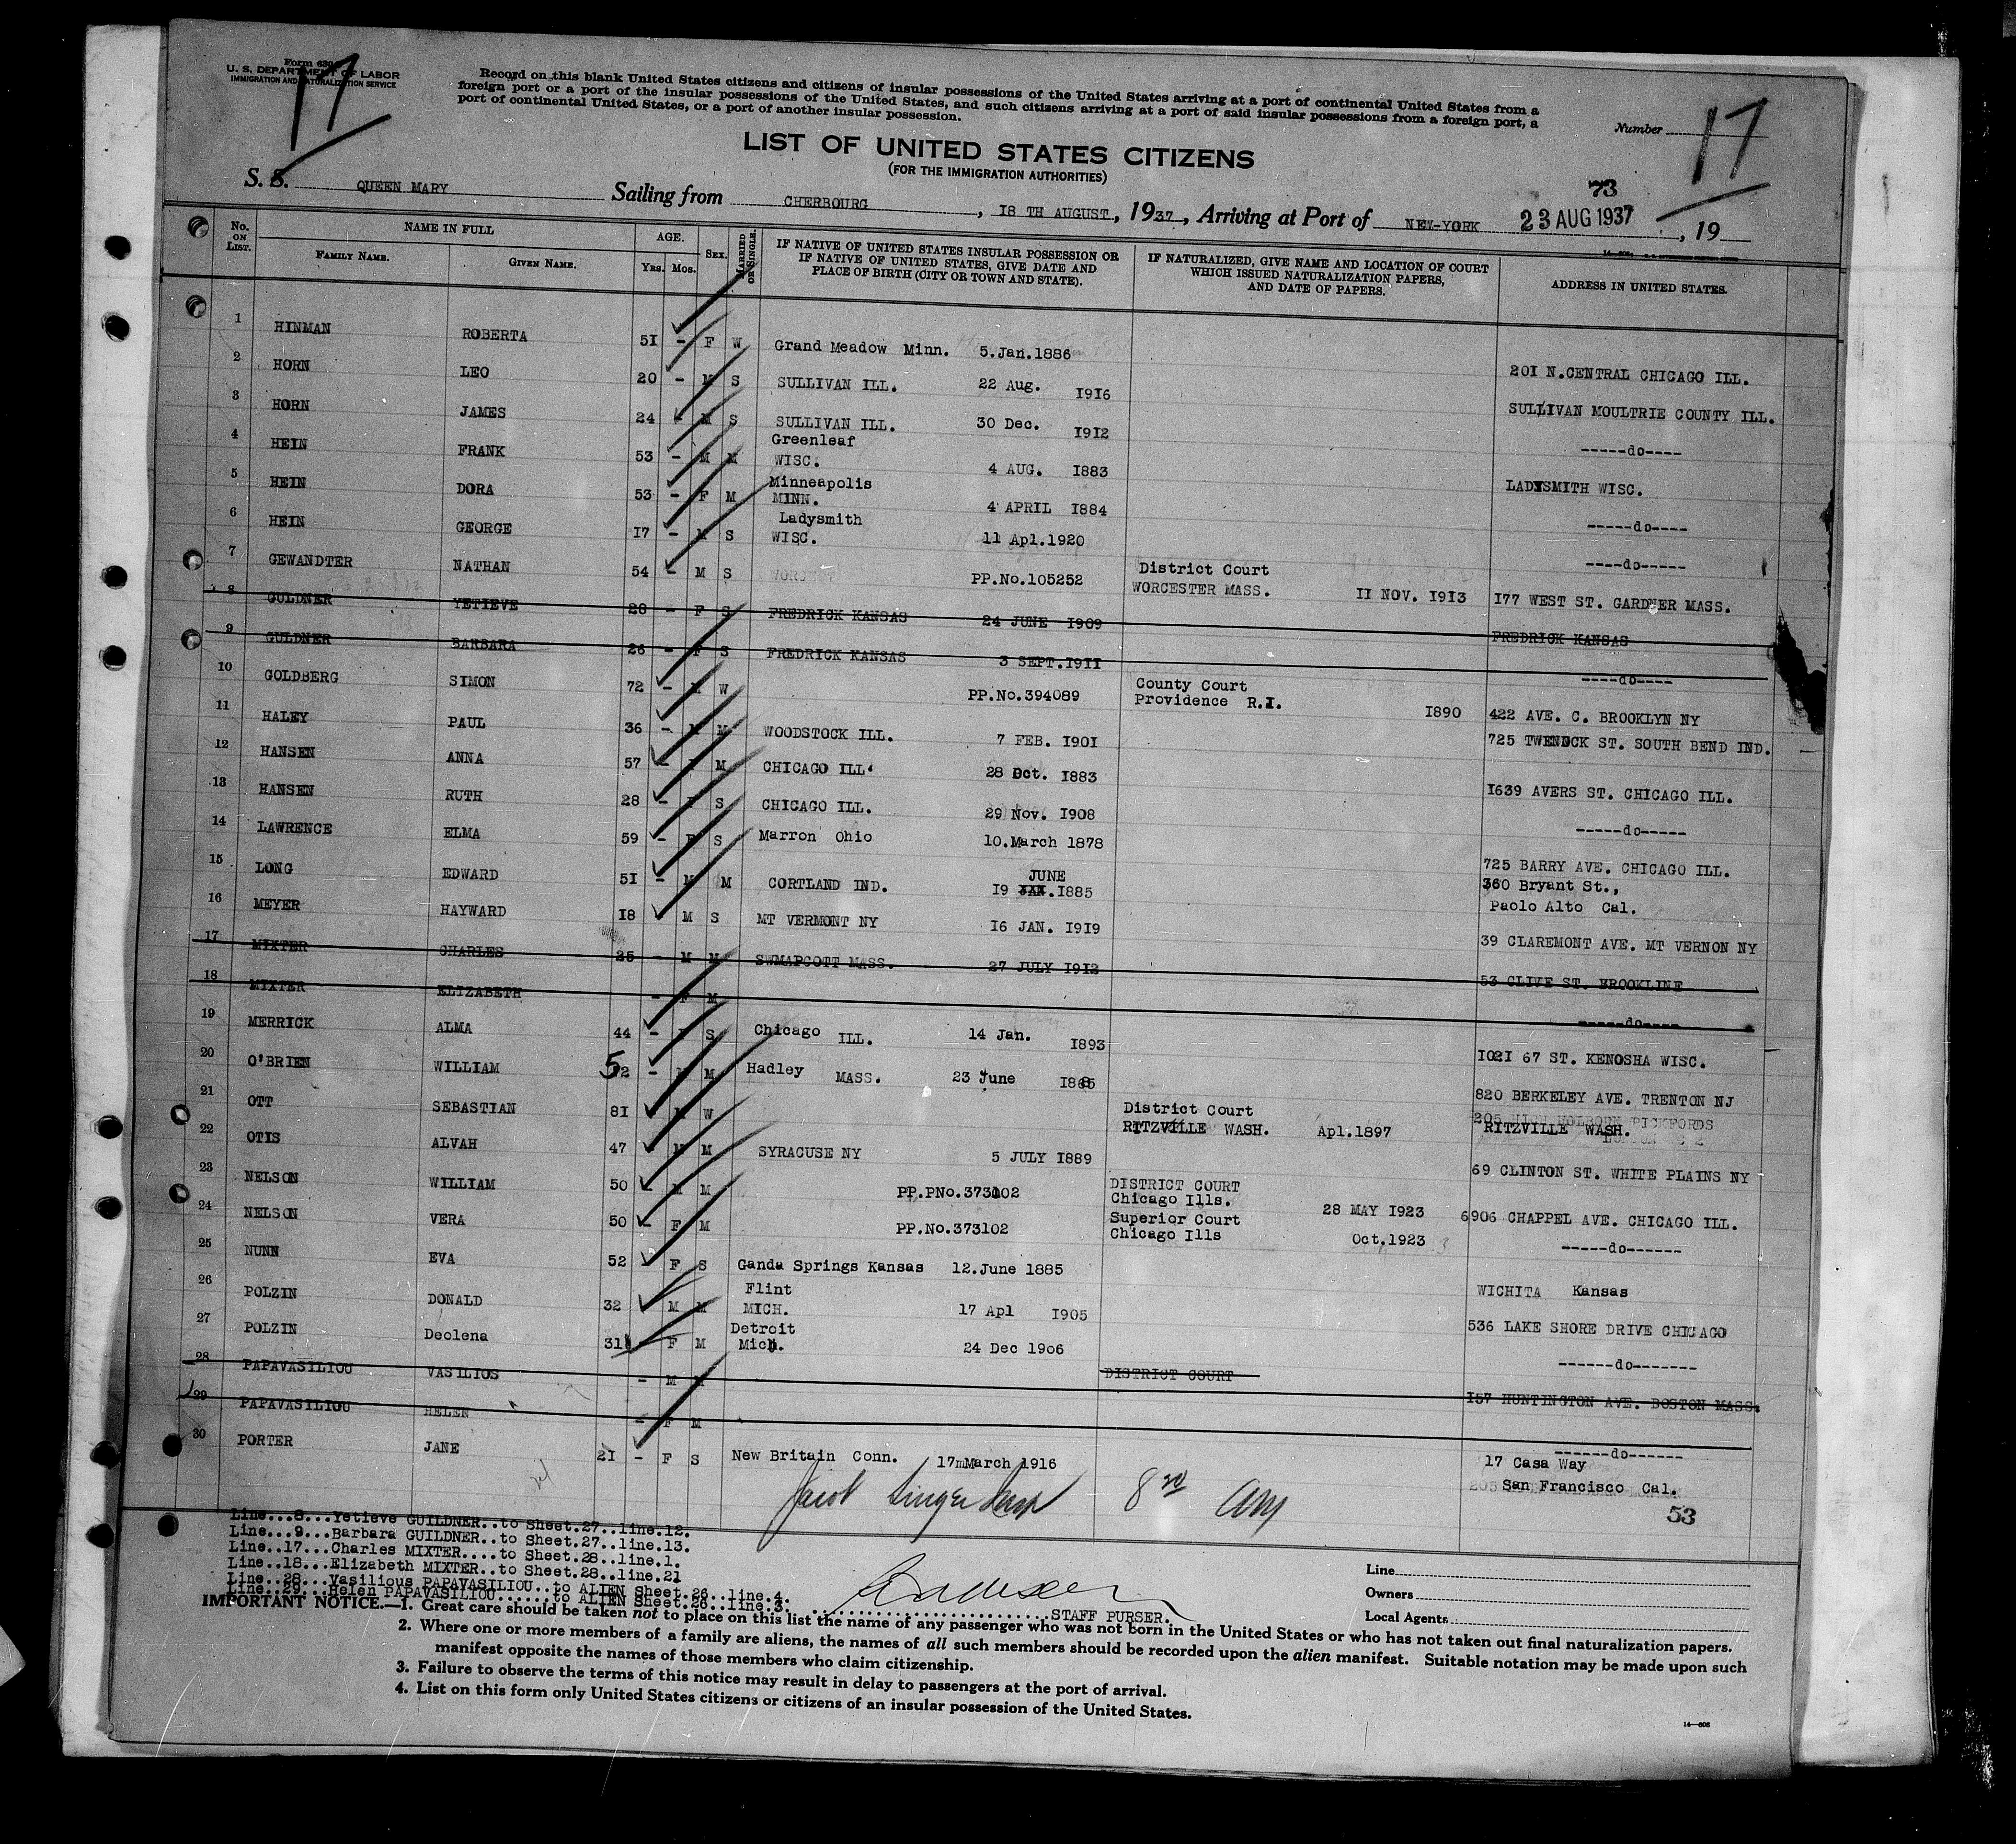 Form 630
U. S. DEPARTMENT OF LABOR
IMMIGRATION AND NATURALIZATION SERVICE
17
Record on this blank United States citizens and citizens of insular possessions of the United States arriving at a port of continental United States from a
foreign port or a port of the insular possessions of the United States, and such citizens arriving at a port of said insular possessions from a foreign port, a
port of continental United States, or a port of another insular possession.
Number 17
LIST OF UNITED STATES CITIZENS
(FOR THE IMMIGRATION AUTHORITIES)
73
S. S. QUEEN MARY Sailing from CHERBOURG, 18 TH AUGUST, 1937, Arriving at Port of NEW-YORK 23 AUG 1937, 19
No. ON LIST. NAME IN FULL FAMILY NAME. GIVEN NAME. AGE. Yrs. Mos. SEX. MARRIED OR SINGLE. IF NATIVE OF UNITED STATES INSULAR POSSESSION OR IF NATIVE OF UNITED STATES, GIVE DATE AND PLACE OF BIRTH (CITY OR TOWN AND STATE). IF NATURALIZED, GIVE NAME AND LOCATION OF COURT WHICH ISSUED NATURALIZATION PAPERS, AND DATE OF PAPERS. ADDRESS IN UNITED STATES.
1 HINMAN ROBERTA 51 - F W Grand Meadow Minn. 5.Jan.1886 201 N.CENTRAL CHICAGO ILL.
2 HORN LEO 20 - M S SULLIVAN ILL. 22 Aug. 1916 SULLIVAN MOULTRIE COUNTY ILL.
3 HORN JAMES 24 - M S SULLIVAN ILL. 30 Dec. 1912 -----do----
4 HEIN FRANK 53 - M M Greenleaf WISC. 4 AUG. 1883 LADYSMITH WISC.
5 HEIN DORA 53 - F M Minneapolis MINN. 4 APRIL 1884 -----do----
6 HEIN GEORGE 17 - M S Ladysmith WISC. 11 Apl.1920 -----do-----
7 GEWANDTER NATHAN 54 - M S PP.No.105252 District Court WORCESTER MASS. 11 NOV. 1913 177 WEST ST. GARDNER MASS.
8 GULDNER YETIEVE 28 - F S FREDRICK KANSAS 24 JUNE 1909 FREDRICK KANSAS
9 GULDNER BARBARA 26 - F S FREDRICK KANSAS 3 SEPT.1911 ----do----
10 GOLDBERG SIMON 72 - M W PP.No.394089 County Court Providence R.I. 1890 422 AVE. C. BROOKLYN NY
11 HALEY PAUL 36 - M M WOODSTOCK ILL. 7 FEB. 1901 725 TWENDCK ST. SOUTH BEND IND.
12 HANSEN ANNA 57 - F M CHICAGO ILL. 28 Oct. 1883 1639 AVERS ST. CHICAGO ILL.
13 HANSEN RUTH 28 - F S CHICAGO ILL. 29 Nov. 1908 -----do-----
14 LAWRENCE ELMA 59 - F S Marron Ohio 10.March 1878 725 BARRY AVE. CHICAGO ILL.
15 LONG EDWARD 51 - M M CORTLAND IND. 19 JUNE 1885 360 Bryant St., Paolo Alto Cal.
16 MEYER HAYWARD 18 M S MT VERMONT NY 16 JAN. 1919 39 CLAREMONT AVE. MT VERNON NY
17 MIXTER CHARLES 25 - M M SWMAPCOTT MASS. 27 JULY 1912 53 CLIVE ST. BROOKLINE
18 MIXTER ELIZABETH - F M -----do----
19 MERRICK ALMA 44 - F S Chicago ILL. 14 Jan. 1893 1021 67 ST. KENOSHA WISC.
20 O'BRIEN WILLIAM 52 - M M Hadley MASS. 23 June 1885 820 BERKELEY AVE. TRENTON NJ
21 OTT SEBASTIAN 81 M W District Court RITZVILLE WASH. Apl.1897 RITZVILLE WASH.
22 OTIS ALVAH 47 M M SYRACUSE NY 5 JULY 1889 69 CLINTON ST. WHITE PLAINS NY
23 NELSON WILLIAM 50 - M M PP.PNo.373102 DISTRICT COURT Chicago Ills. 28 MAY 1923 6906 CHAPPEL AVE. CHICAGO ILL.
24 NELSON VERA 50 - F M PP.No.373102 Superior Court Chicago Ills Oct.1923 -----do------
25 NUNN EVA 52 F S Ganda Springs Kansas 12.June 1885 WICHITA Kansas
26 POLZIN DONALD 32 M M Flint MICH. 17 Apl 1905 536 LAKE SHORE DRIVE CHICAGO
27 POLZIN Deolena 31 F M Detroit Mich. 24 Dec 1906 ------do-------
28 PAPAVASILIOU VASILIOS - M M DISTRICT COURT 157 HUNTINGTON AVE. BOSTON MASS.
29 PAPAVASILIOU HELEN - F M ------do------
30 PORTER JANE 21 - F S New Britain Conn. 17mMarch 1916 17 Casa Way San Francisco Cal.
53
Line...8...Yetieve GUILDNER..to Sheet.27..line.12.
Line...9...Barbara GUILDNER..to Sheet.27..line.13.
Line..17...Charles MIXTER....to Sheet.28..line.1.
Line..18...Elizabeth MIXTER..to Sheet.28..line.21
Line..28...Vasilious PAPAVASILIOU..to ALIEN Sheet.26..line.4.
Line..29...Helen PAPAVASILIOU......to ALIEN Sheet.26..line.3.
STAFF PURSER.
Line
Owners
Local Agents
IMPORTANT NOTICE.—1. Great care should be taken not to place on this list the name of any passenger who was not born in the United States or who has not taken out final naturalization papers.
2. Where one or more members of a family are aliens, the names of all such members should be recorded upon the alien manifest. Suitable notation may be made upon such
manifest opposite the names of those members who claim citizenship.
3. Failure to observe the terms of this notice may result in delay to passengers at the port of arrival.
4. List on this form only United States citizens or citizens of an insular possession of the United States.
14—606